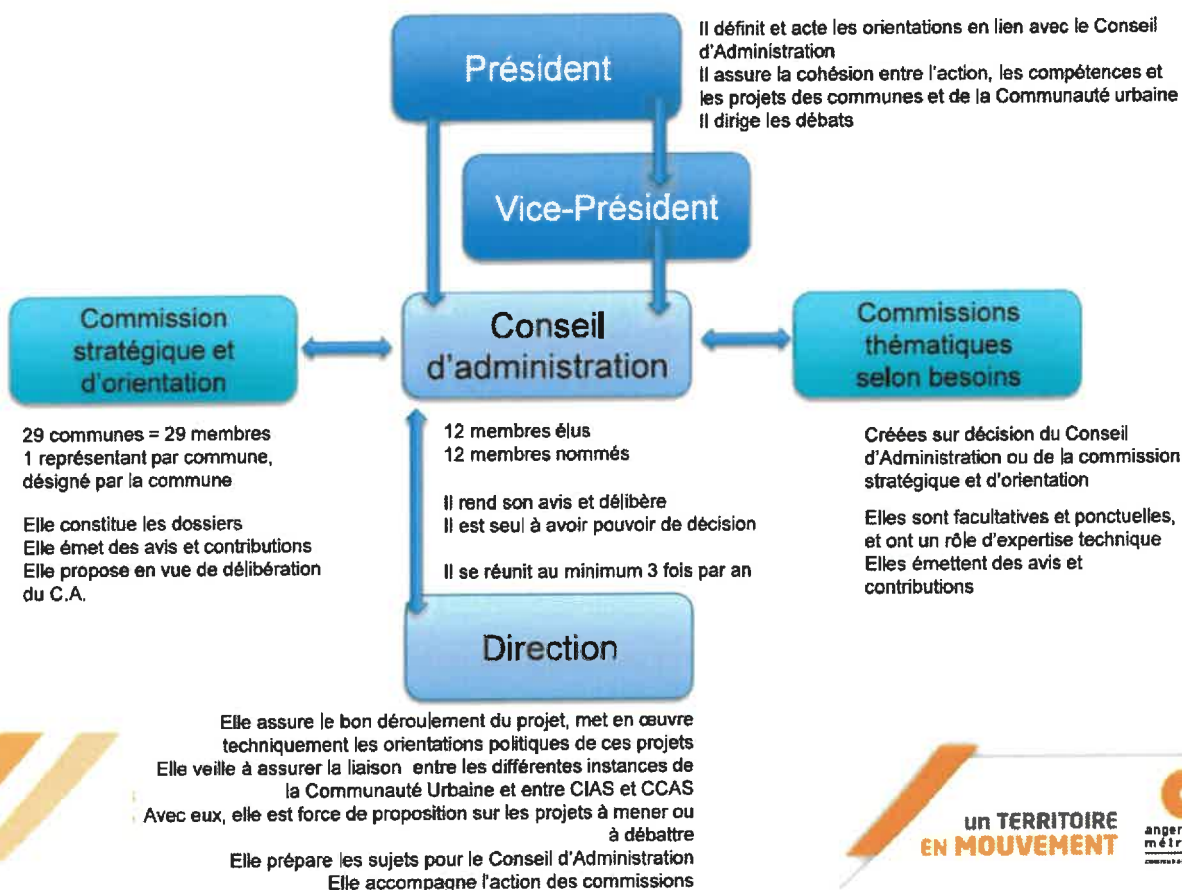 Président
Il définit et acte les orientations en lien avec le Conseil
d'Administration
Il assure la cohésion entre l'action, les compétences et
les projets des communes et de la Communauté urbaine
Il dirige les débats
Vice-Président
Commission
stratégique et
d'orientation
29 communes = 29 membres
1 représentant par commune,
désigné par la commune
Elle constitue les dossiers
Elle émet des avis et contributions
Elle propose en vue de délibération
du C.A.
Conseil
d'administration
12 membres élus
12 membres nommés
Il rend son avis et délibère
Il est seul à avoir pouvoir de décision
Il se réunit au minimum 3 fois par an
Commissions
thématiques
selon besoins
Créées sur décision du Conseil
d'Administration ou de la commission
stratégique et d'orientation
Elles sont facultatives et ponctuelles,
et ont un rôle d'expertise technique
Elles émettent des avis et
contributions
Direction
Elle assure le bon déroulement du projet, met en œuvre
techniquement les orientations politiques de ces projets
Elle veille à assurer la liaison entre les différentes instances de
la Communauté Urbaine et entre CIAS et CCAS
Avec eux, elle est force de proposition sur les projets à mener ou
à débattre
Elle prépare les sujets pour le Conseil d'Administration
Elle accompagne l'action des commissions
un TERRITOIRE
EN MOUVEMENT
anger
métr